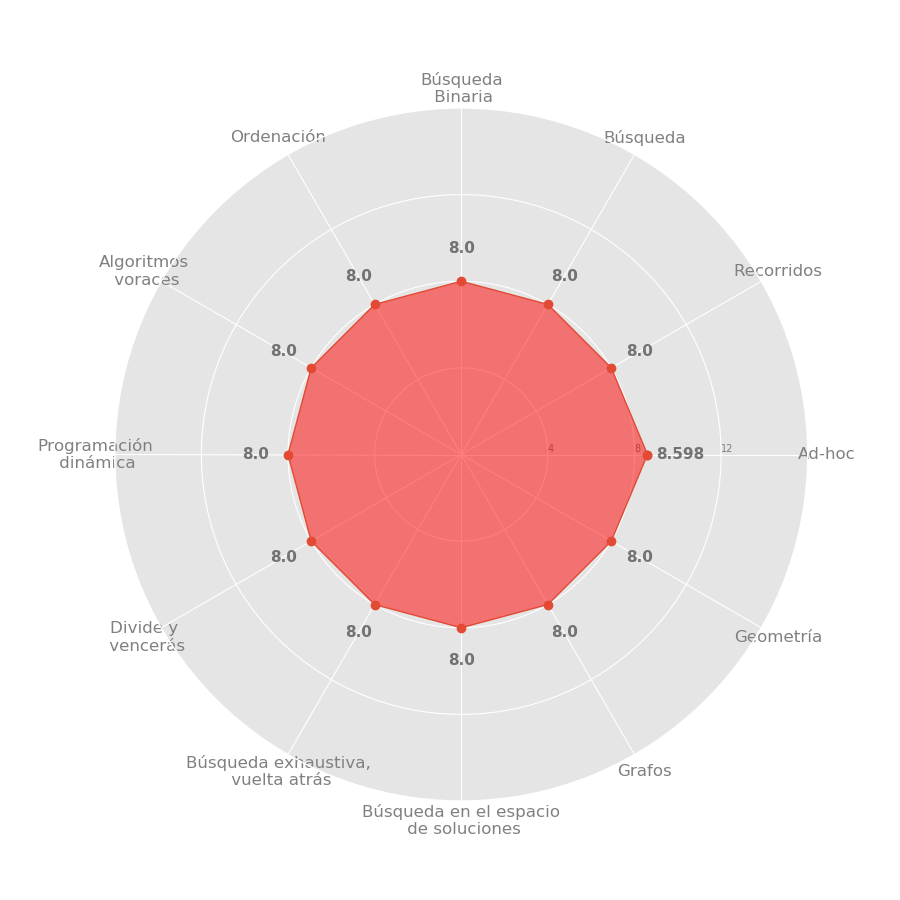 Búsqueda
Binaria
Ordenación
Búsqueda
8.0
Algoritmos
voraces
8.0
8.0
Recorridos
8.0
8.0
Programación
dinámica
8.0
4
8
8.598
12
Ad-hoc
8.0
8.0
Divide y
vencerás
8.0
8.0
Geometría
8.0
Búsqueda exhaustiva,
vuelta atrás
Grafos
Búsqueda en el espacio
de soluciones